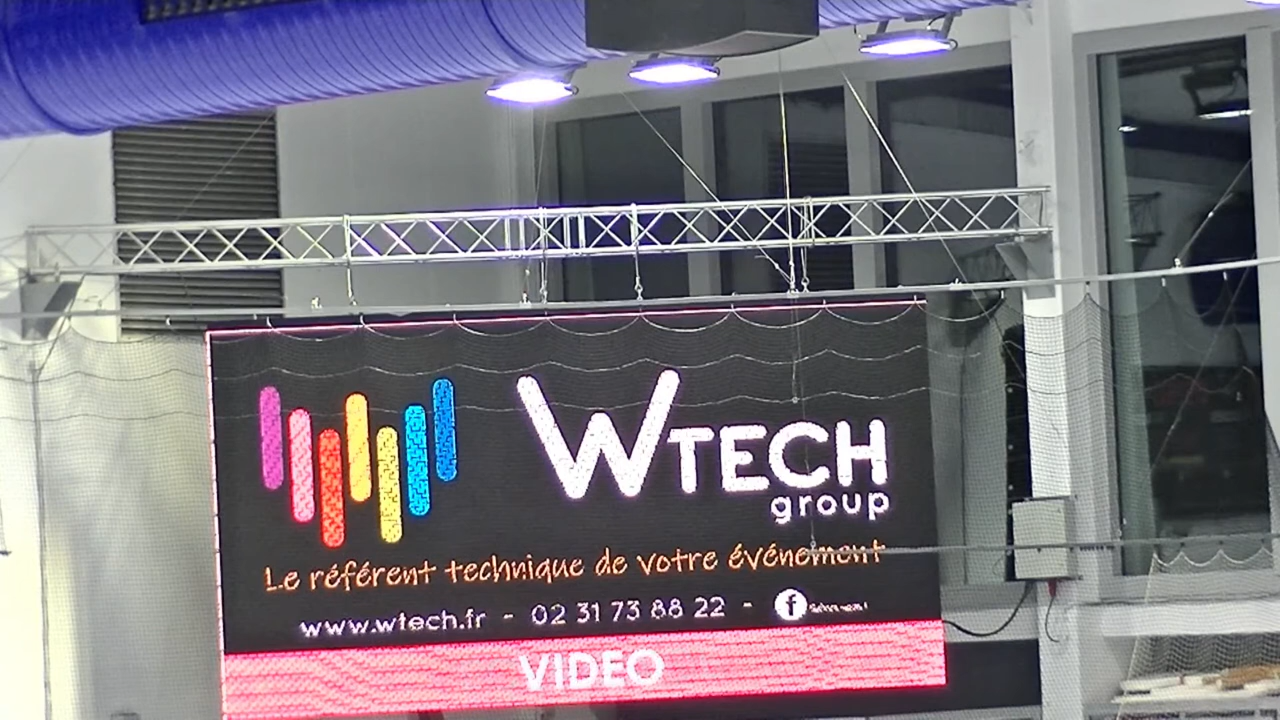 WTECH
group
Le référent technique de votre événement
www.wtech.fr - 02 31 73 88 22 -
VIDEO